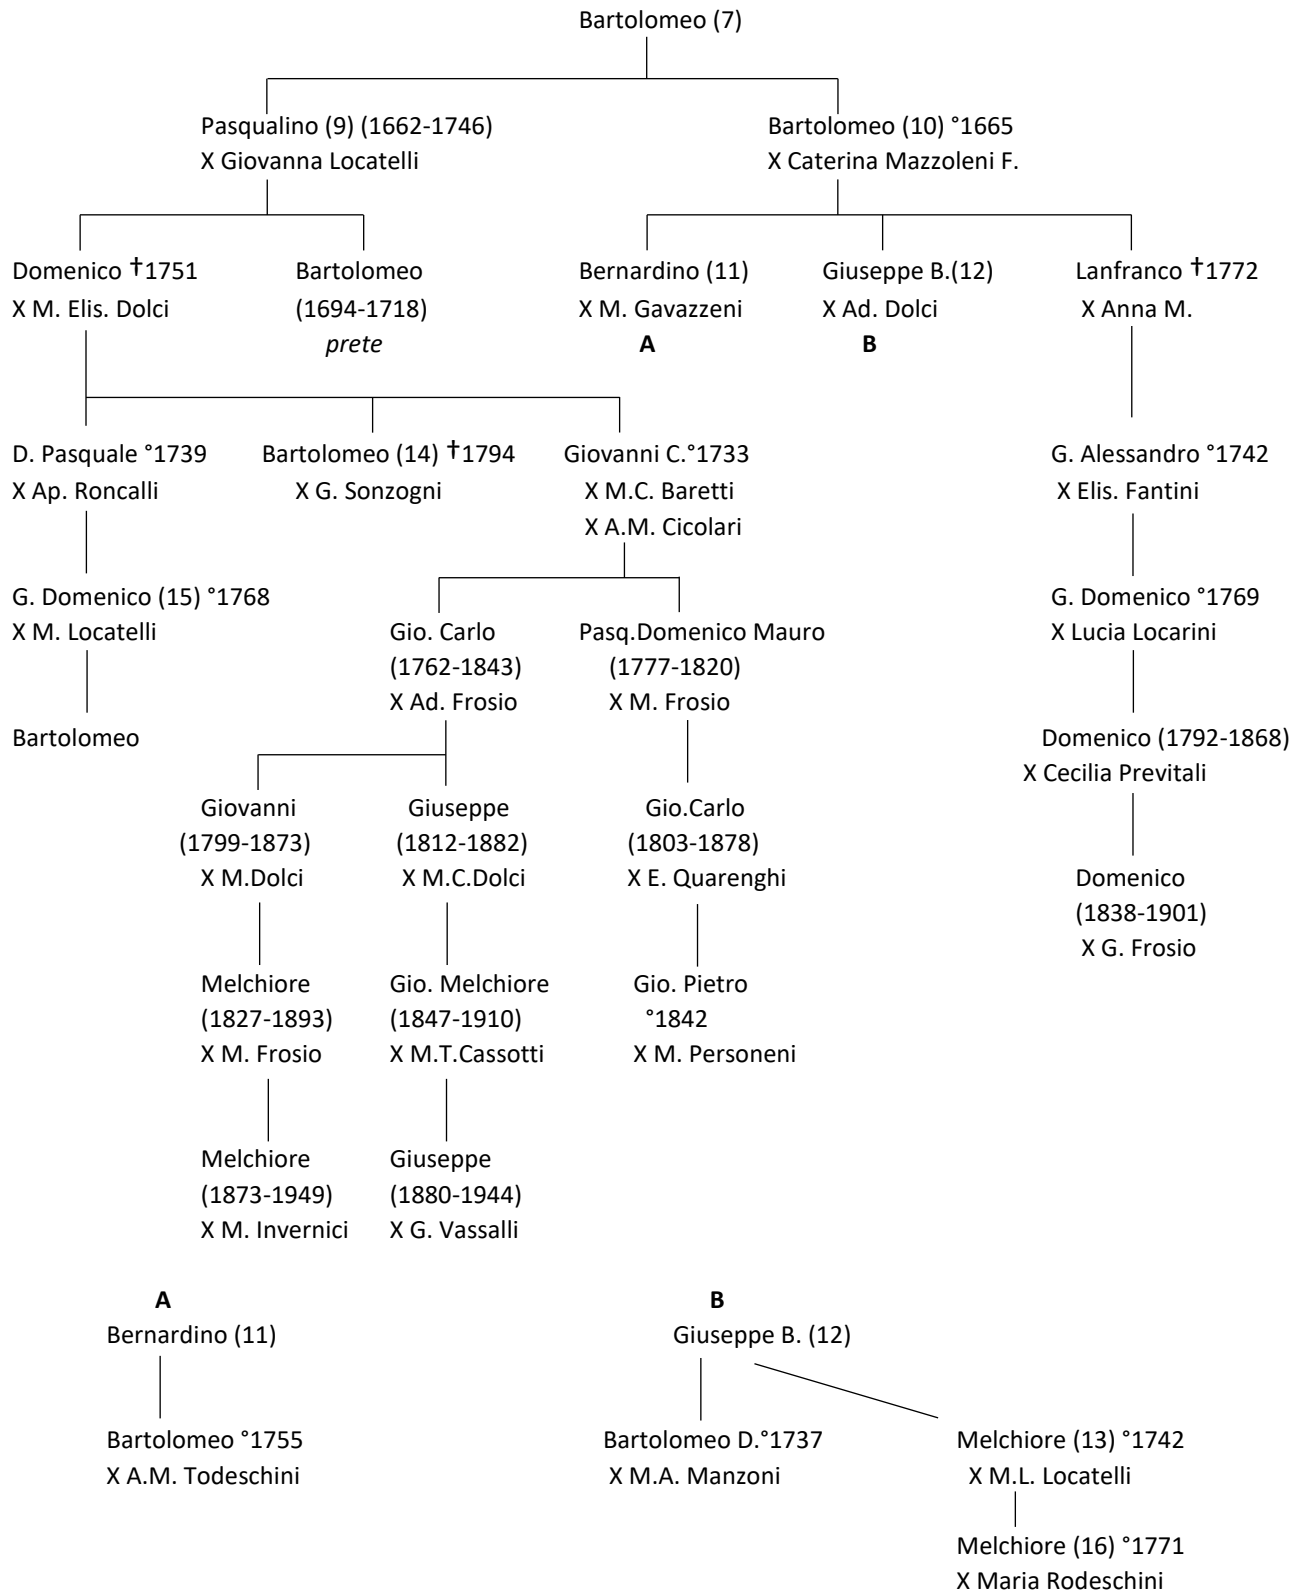 Bartolomeo (7)
Pasqualino (9) (1662-1746)
X Giovanna Locatelli
Bartolomeo (10) °1665
X Caterina Mazzoleni F.
Domenico †1751
X M. Elis. Dolci
Bartolomeo
(1694-1718)
prete
Bernardino (11)
X M. Gavazzeni
A
Giuseppe B.(12)
X Ad. Dolci
B
Lanfranco †1772
X Anna M.
D. Pasquale °1739
X Ap. Roncalli
Bartolomeo (14) †1794
X G. Sonzogni
Giovanni C.°1733
X M.C. Baretti
X A.M. Cicolari
G. Alessandro °1742
X Elis. Fantini
G. Domenico (15) °1768
X M. Locatelli
Gio. Carlo
(1762-1843)
X Ad. Frosio
Pasq.Domenico Mauro
(1777-1820)
X M. Frosio
G. Domenico °1769
X Lucia Locarini
Bartolomeo
Domenico (1792-1868)
X Cecilia Previtali
Giovanni
(1799-1873)
X M.Dolci
Giuseppe
(1812-1882)
X M.C.Dolci
Gio.Carlo
(1803-1878)
X E. Quarenghi
Domenico
(1838-1901)
X G. Frosio
Melchiore
(1827-1893)
X M. Frosio
Gio. Melchiore
(1847-1910)
X M.T.Cassotti
Gio. Pietro
°1842
X M. Personeni
Melchiore
(1873-1949)
X M. Invernici
Giuseppe
(1880-1944)
X G. Vassalli
A
Bernardino (11)
Bartolomeo °1755
X A.M. Todeschini
B
Giuseppe B. (12)
Bartolomeo D.°1737
X M.A. Manzoni
Melchiore (13) °1742
X M.L. Locatelli
Melchiore (16) °1771
X Maria Rodeschini